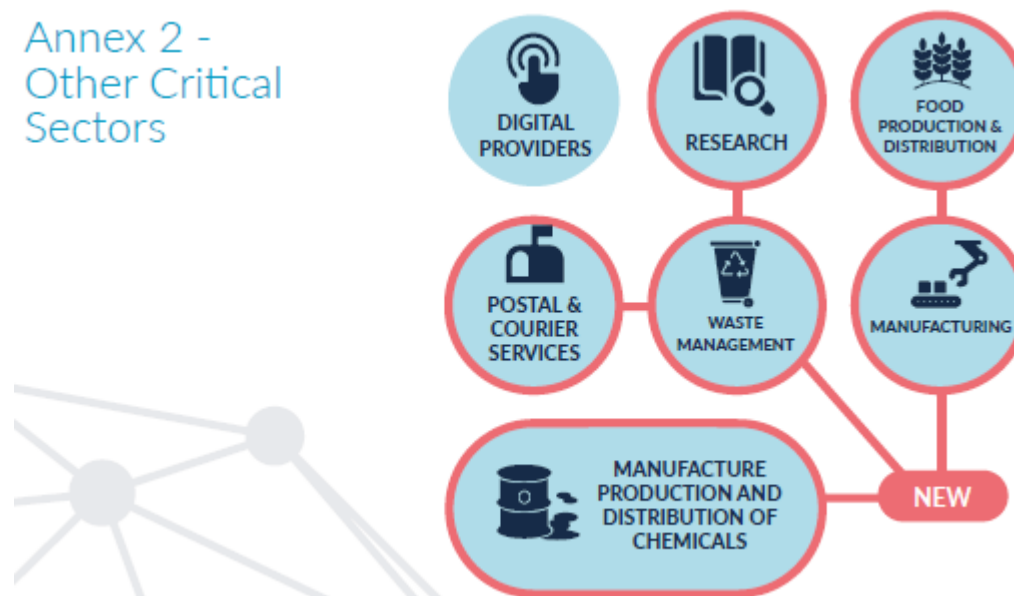 Annex 2 -
Other Critical
Sectors
DIGITAL
PROVIDERS
RESEARCH
FOOD
PRODUCTION &
DISTRIBUTION
POSTAL &
COURIER
SERVICES
WASTE
MANAGEMENT
MANUFACTURING
MANUFACTURE
PRODUCTION AND
DISTRIBUTION OF
CHEMICALS
NEW